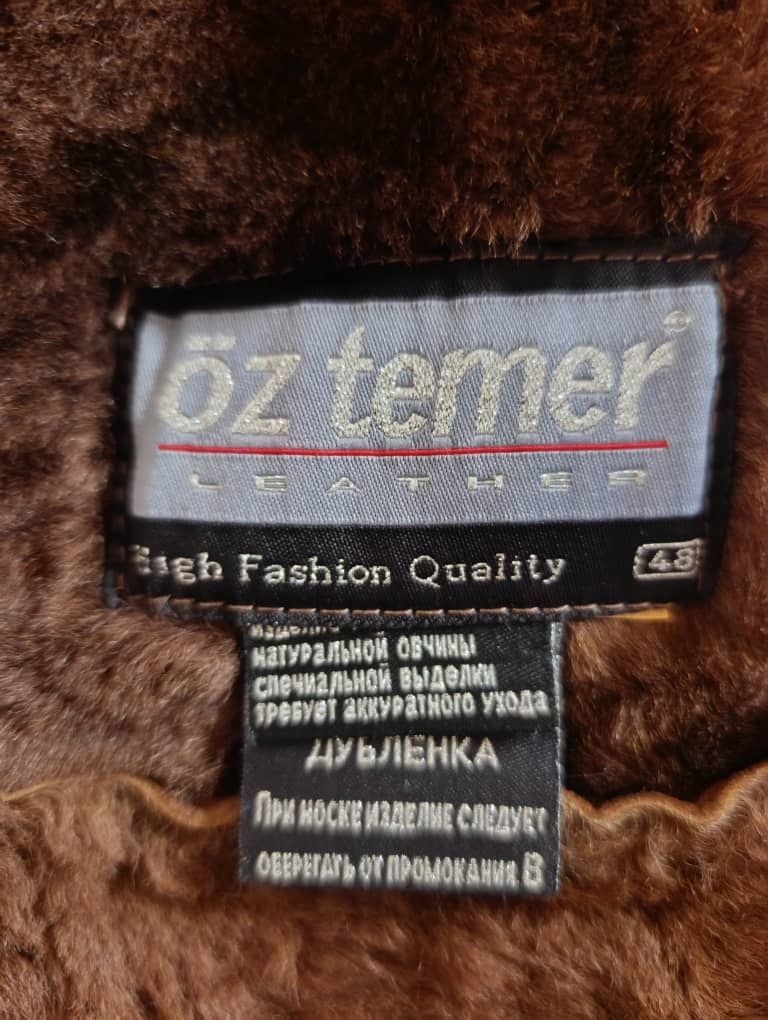 öz temer
LEATHER
High Fashion Quality 48
натуральной овчины
спечиальной выделки
требует аккуратного ухода
ДУБЛЕНКА
При носке изделие следует
оберегать от промокания. В